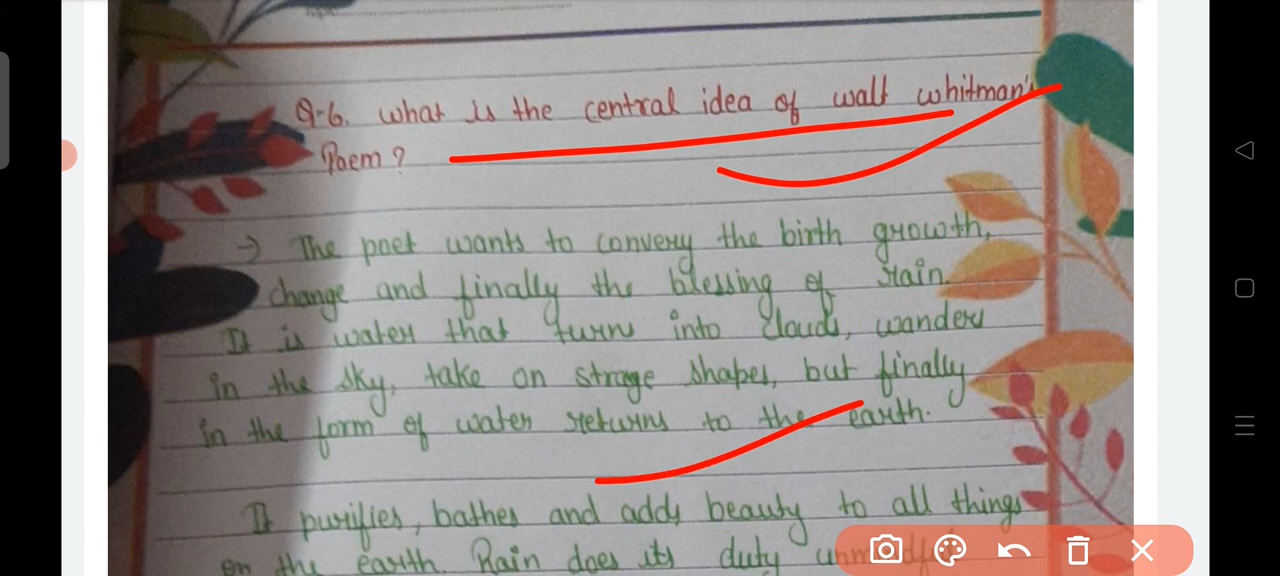 Q-6. What is the central idea of walt whitman's
Paem?
→ The poet wants to convery the birth growth,
change and finally the blessing of rain
It is water that turns into clouds, wanders
in the sky, take on strage shapes, but finally
in the form of water returns to the earth.
It purifies, bathes and adds beauty to all things
on the earth. Rain does its duty